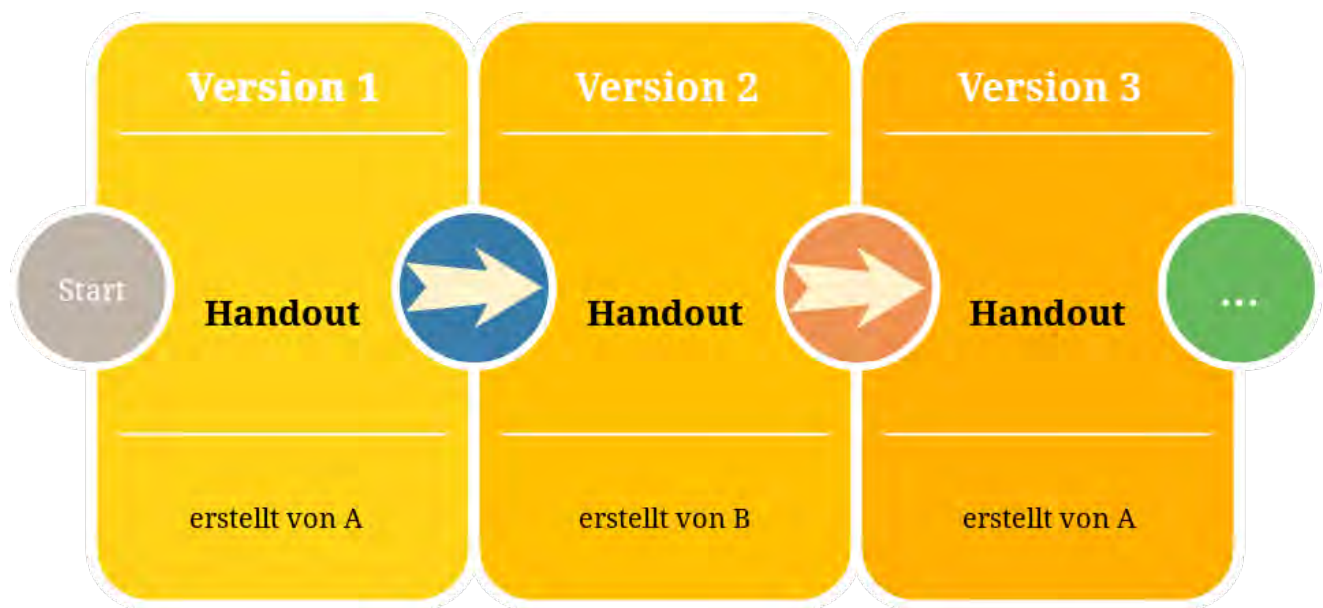 Version 1
Version 2
Version 3
Start
Handout
Handout
Handout
...
erstellt von A
erstellt von B
erstellt von A